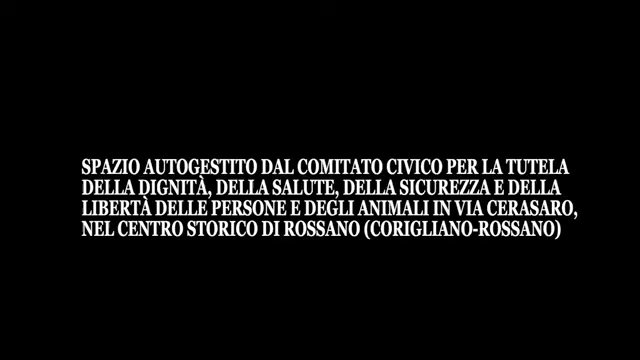 SPAZIO AUTOGESTITO DAL COMITATO CIVICO PER LA TUTELA
DELLA DIGNITÀ, DELLA SALUTE, DELLA SICUREZZA E DELLA
LIBERTÀ DELLE PERSONE E DEGLI ANIMALI IN VIA CERASARO,
NEL CENTRO STORICO DI ROSSANO (CORIGLIANO-ROSSANO)